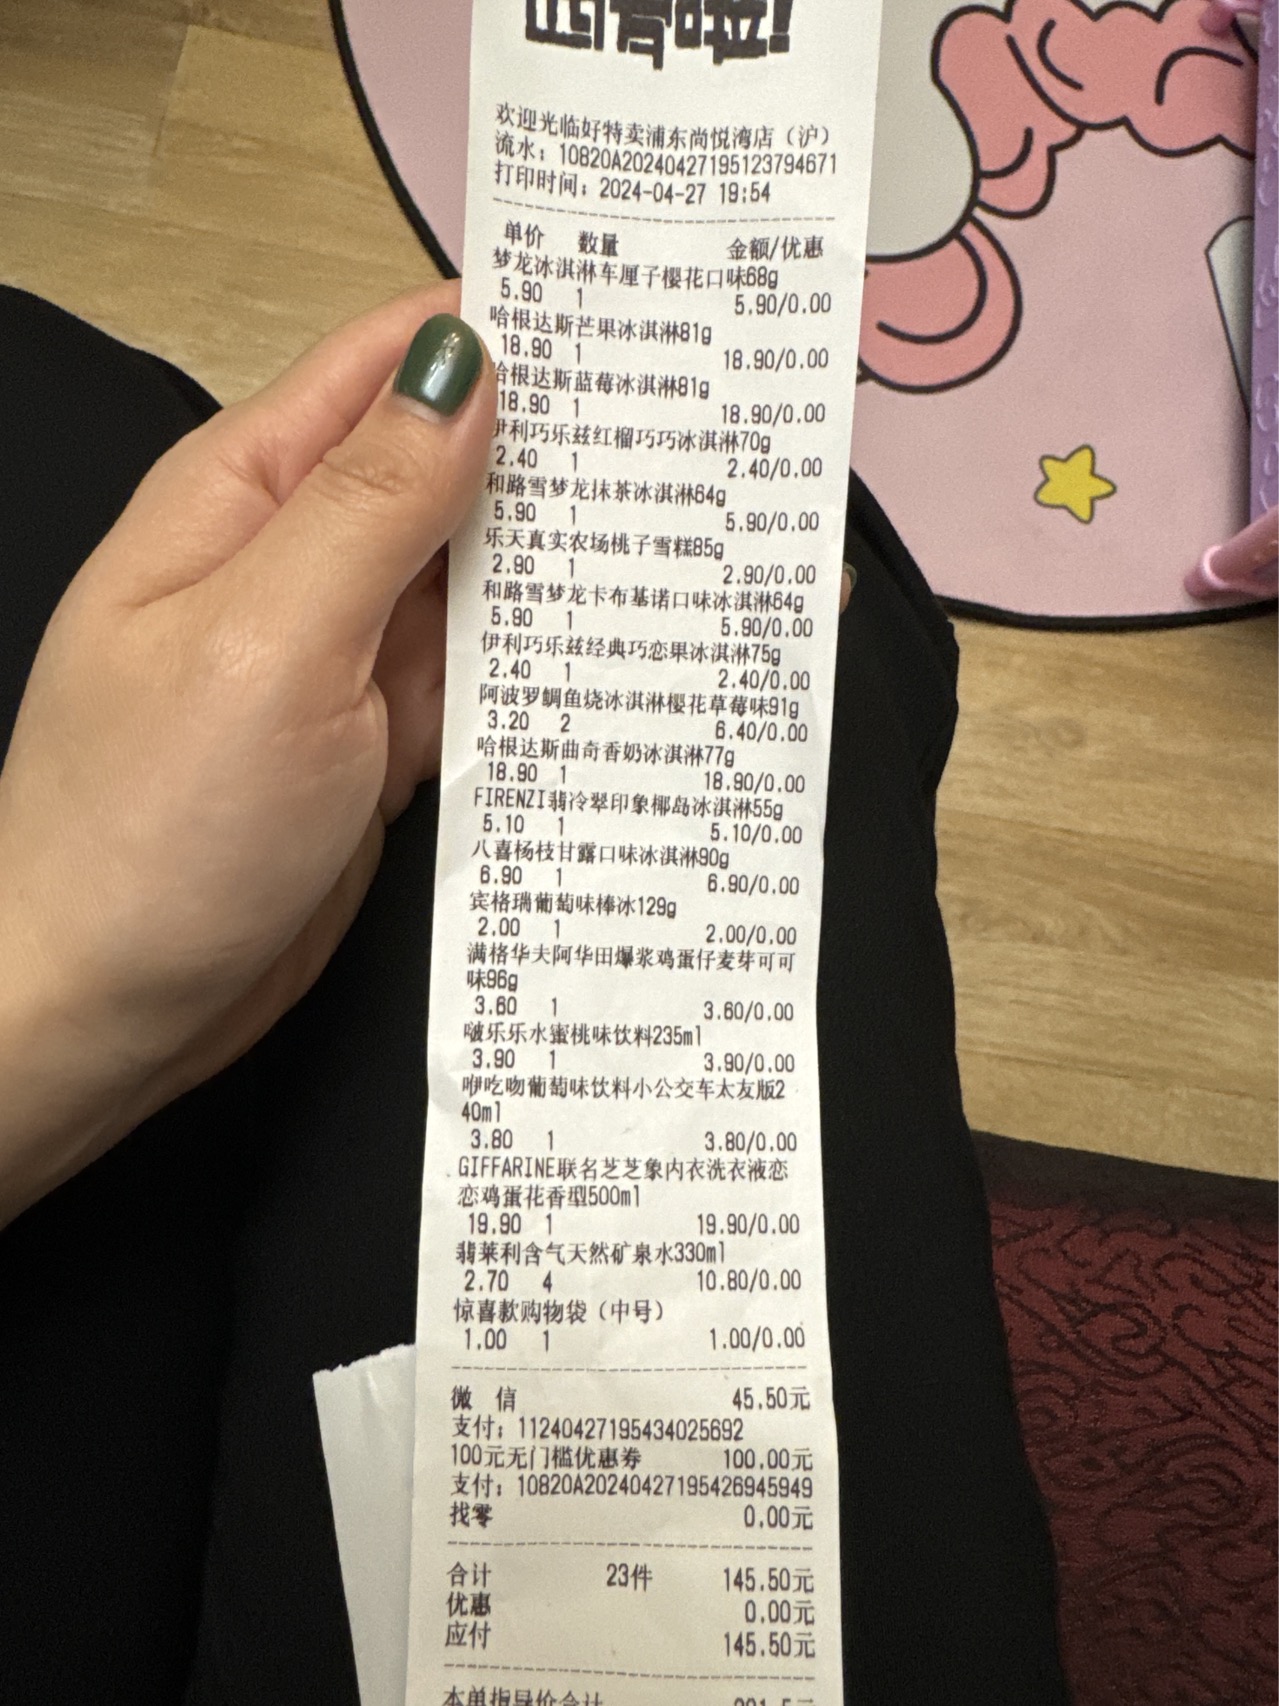 欢迎光临好特卖浦东尚悦湾店（沪）
流水：10820A20240427195123794671
打印时间：2024-04-27 19:54
单价 数量 金额/优惠
梦龙冰淇淋车厘子樱花口味68g
5.90 1 5.90/0.00
哈根达斯芒果冰淇淋81g
18.90 1 18.90/0.00
哈根达斯蓝莓冰淇淋81g
18.90 1 18.90/0.00
伊利巧乐兹红榴巧巧冰淇淋70g
2.40 1 2.40/0.00
和路雪梦龙抹茶冰淇淋64g
5.90 1 5.90/0.00
乐天真实农场桃子雪糕85g
2.90 1 2.90/0.00
和路雪梦龙卡布基诺口味冰淇淋64g
5.90 1 5.90/0.00
伊利巧乐兹经典巧恋果冰淇淋75g
2.40 1 2.40/0.00
阿波罗鲷鱼烧冰淇淋樱花草莓味91g
3.20 2 6.40/0.00
哈根达斯曲奇香奶冰淇淋77g
18.90 1 18.90/0.00
FIRENZI翡冷翠印象椰岛冰淇淋55g
5.10 1 5.10/0.00
八喜杨枝甘露口味冰淇淋90g
6.90 1 6.90/0.00
宾格瑞葡萄味棒冰129g
2.00 1 2.00/0.00
满格华夫阿华田爆浆鸡蛋仔麦芽可可
味96g
3.60 1 3.60/0.00
啵乐乐水蜜桃味饮料235ml
3.90 1 3.90/0.00
咿吃吻葡萄味饮料小公交车太友版2
40ml
3.80 1 3.80/0.00
GIFFARINE联名芝芝象内衣洗衣液恋
恋鸡蛋花香型500ml
19.90 1 19.90/0.00
翡莱利含气天然矿泉水330ml
2.70 4 10.80/0.00
惊喜款购物袋（中号）
1.00 1 1.00/0.00
微 信 45.50元
支付：11240427195434025692
100元无门槛优惠券 100.00元
支付：10820A20240427195426945949
找零 0.00元
合计 23件 145.50元
优惠 0.00元
应付 145.50元
本单指导价合计